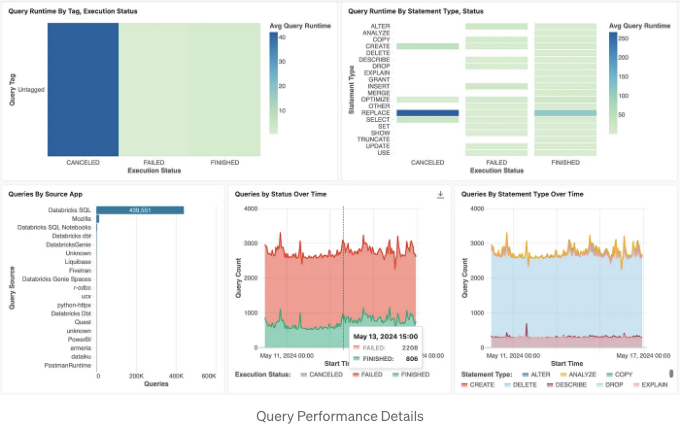 Query Runtime By Tag, Execution Status
Avg Query Runtime
40
30
20
10
Query Tag
Untagged
CANCELED
FAILED
FINISHED
Execution Status
Query Runtime By Statement Type, Status
Avg Query Runtime
250
200
150
100
50
Statement Type
ALTER
ANALYZE
COPY
CREATE
DELETE
DESCRIBE
DROP
EXPLAIN
GRANT
INSERT
MERGE
OPTIMIZE
OTHER
REPLACE
SELECT
SET
SHOW
TRUNCATE
UPDATE
USE
CANCELED
FAILED
FINISHED
Execution Status
Queries By Source App
Query Source
Databricks SQL
439,551
Mozilla
Databricks SQL Notebooks
Databricks dbr
DatabricksGenie
Unknown
Liquibase
Fivetran
Databricks Genie Spaces
r-odbc
ucx
python-httpx
Databricks Dbt
Quest
unknown
PowerBI
armeria
dataiku
PostmanRuntime
0K
200K
400K
600K
Queries
Queries by Status Over Time
Query Count
4000
3000
2000
1000
0
May 11, 2024 00:00
Start Time
May 13, 2024 15:00
FAILED: 2208
FINISHED: 806
Execution Status:
CANCELED
FAILED
FINISHED
Queries By Statement Type Over Time
Query Count
4000
3000
2000
1000
0
May 11, 2024 00:00
May 17, 2024 00:00
Start Time
Statement Type:
ALTER
ANALYZE
COPY
CREATE
DELETE
DESCRIBE
DROP
EXPLAIN
Query Performance Details